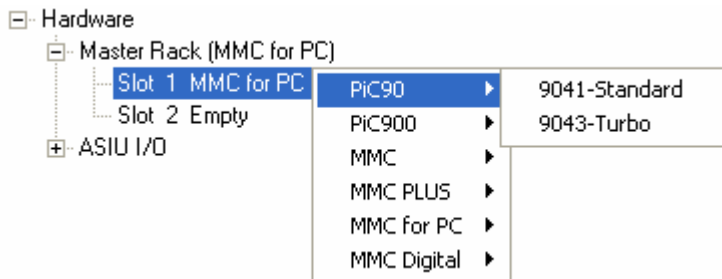 Hardware
Master Rack (MMC for PC)
Slot 1 MMC for PC
Slot 2 Empty
ASIU I/O
PiC90
PiC900
MMC
MMC PLUS
MMC for PC
MMC Digital
9041-Standard
9043-Turbo